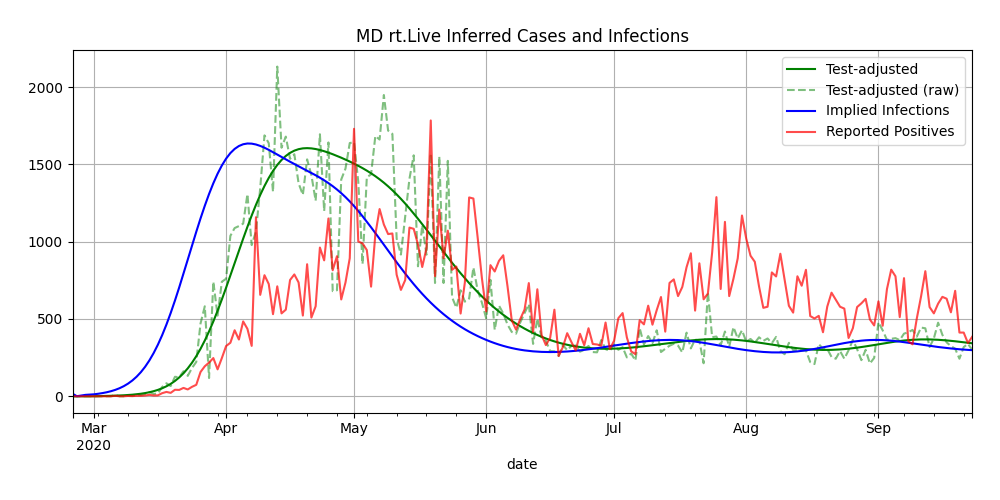 MD rt.Live Inferred Cases and Infections
Test-adjusted
Test-adjusted (raw)
Implied Infections
Reported Positives
2000
1500
1000
500
0
Mar Apr May Jun Jul Aug Sep
2020
date